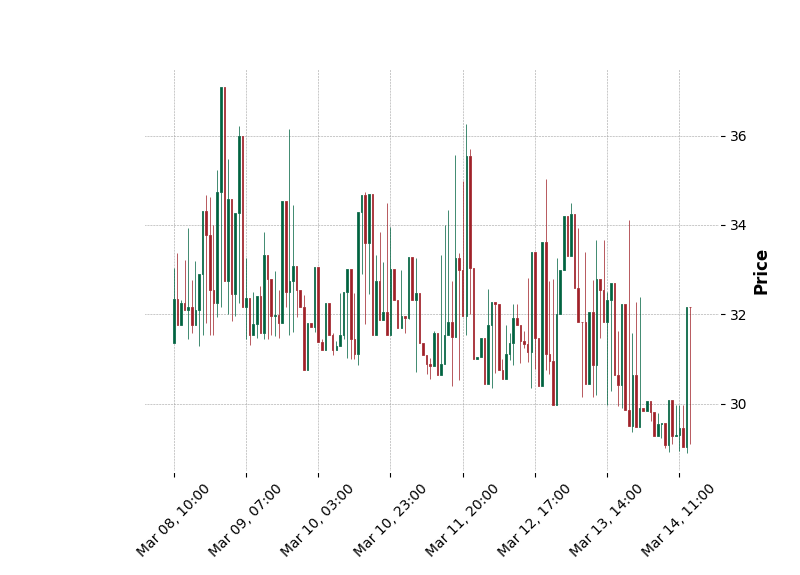 36
34
32
30
Price
Mar 08, 10:00
Mar 09, 07:00
Mar 10, 03:00
Mar 10, 23:00
Mar 11, 20:00
Mar 12, 17:00
Mar 13, 14:00
Mar 14, 11:00